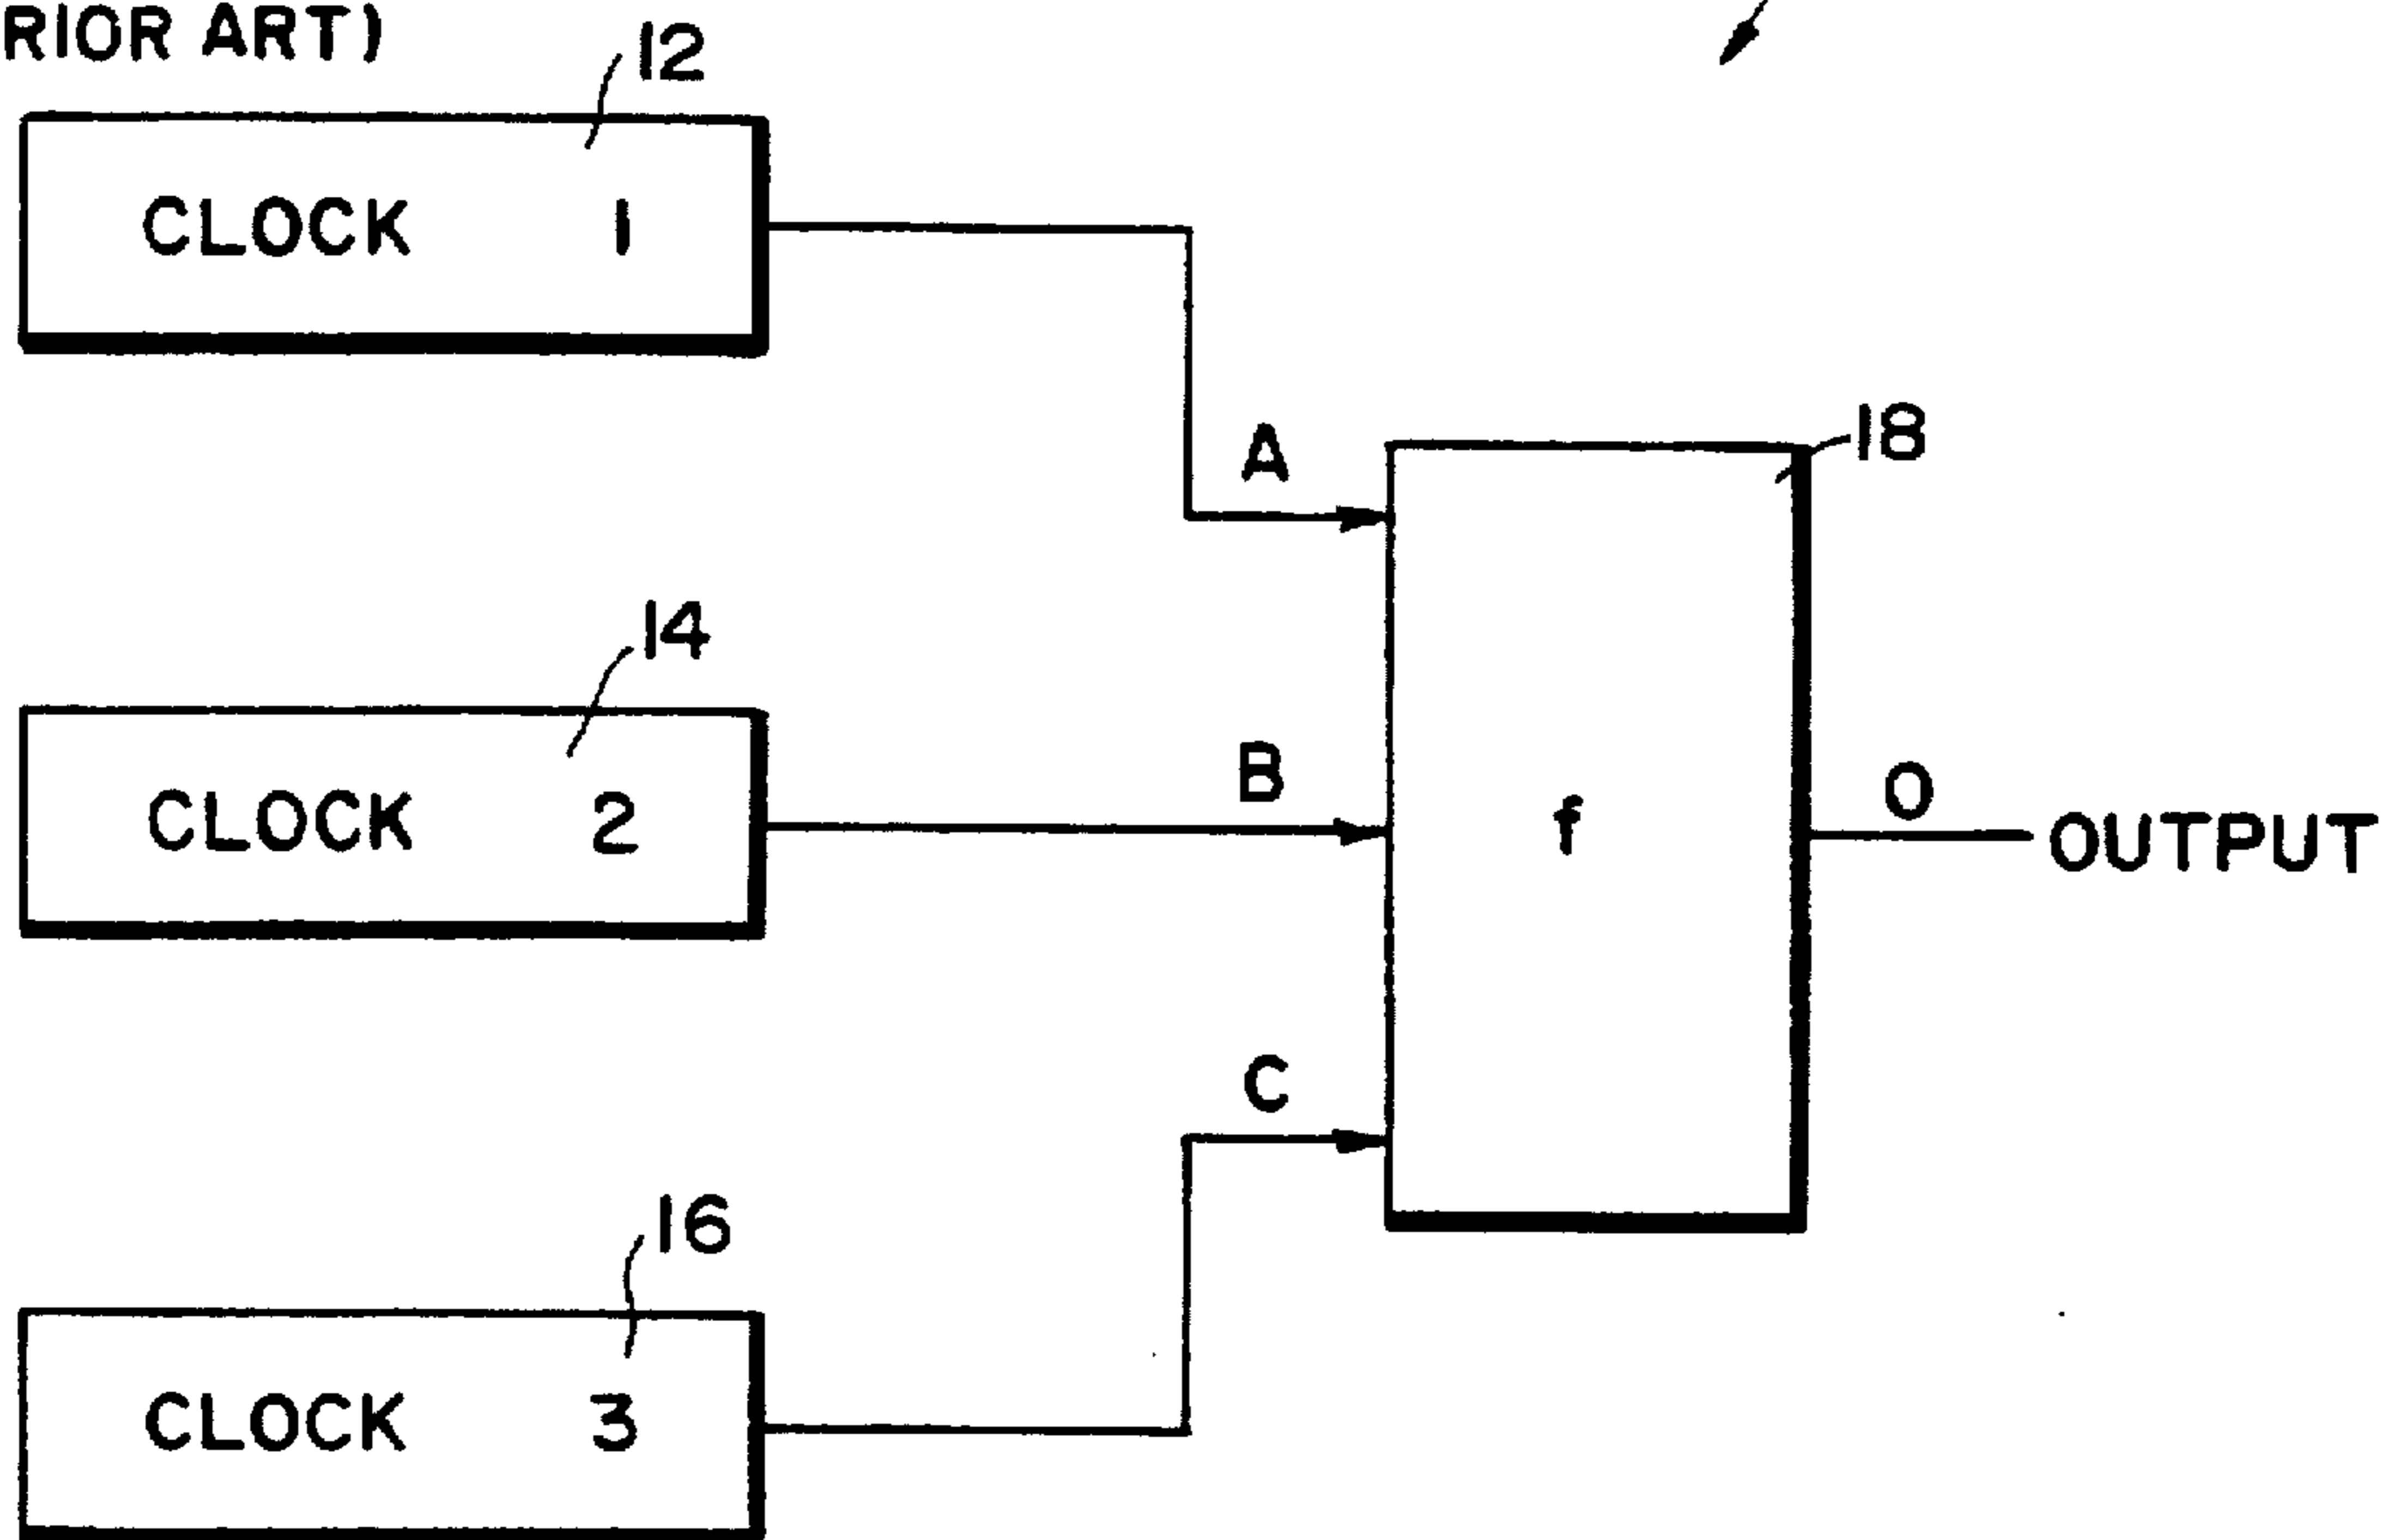 RIOR ART)
12
CLOCK 1
A
18
14
CLOCK 2
B
f
O
OUTPUT
C
16
CLOCK 3